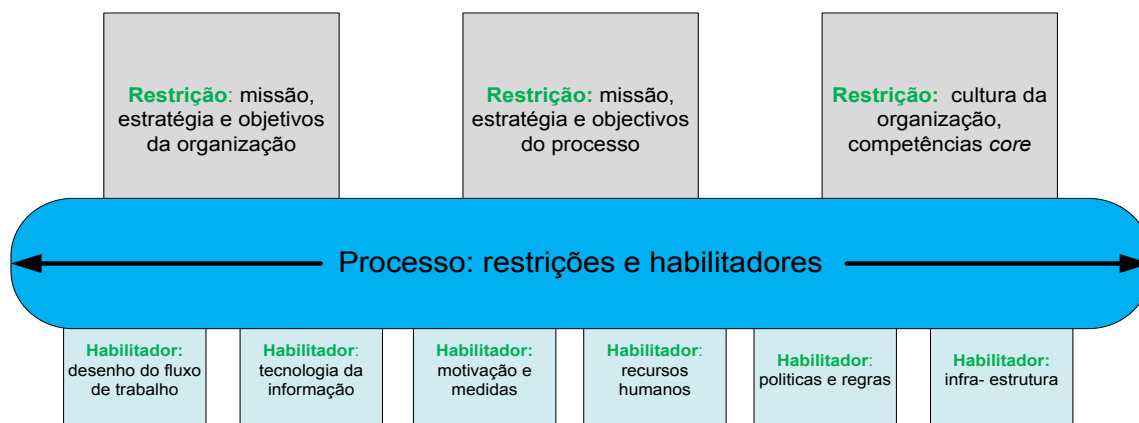 Restrição: missão,
estratégia e objetivos
da organização
Restrição: missão,
estratégia e objectivos
do processo
Restrição: cultura da
organização,
competências core
Processo: restrições e habilitadores
Habilitador:
desenho do fluxo
de trabalho
Habilitador:
tecnologia da
informação
Habilitador:
motivação e
medidas
Habilitador:
recursos
humanos
Habilitador:
politicas e regras
Habilitador:
infra- estrutura